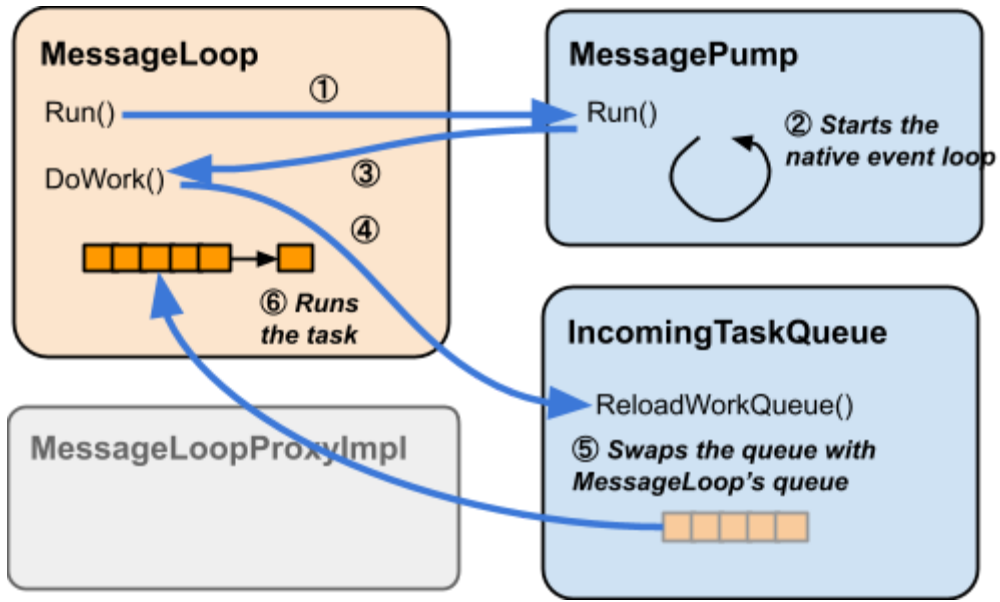 MessageLoop
Run()
①
DoWork()
③
④
⑥ Runs
the task
MessagePump
Run()
② Starts the
native event loop
MessageLoopProxyImpl
IncomingTaskQueue
ReloadWorkQueue()
⑤ Swaps the queue with
MessageLoop's queue